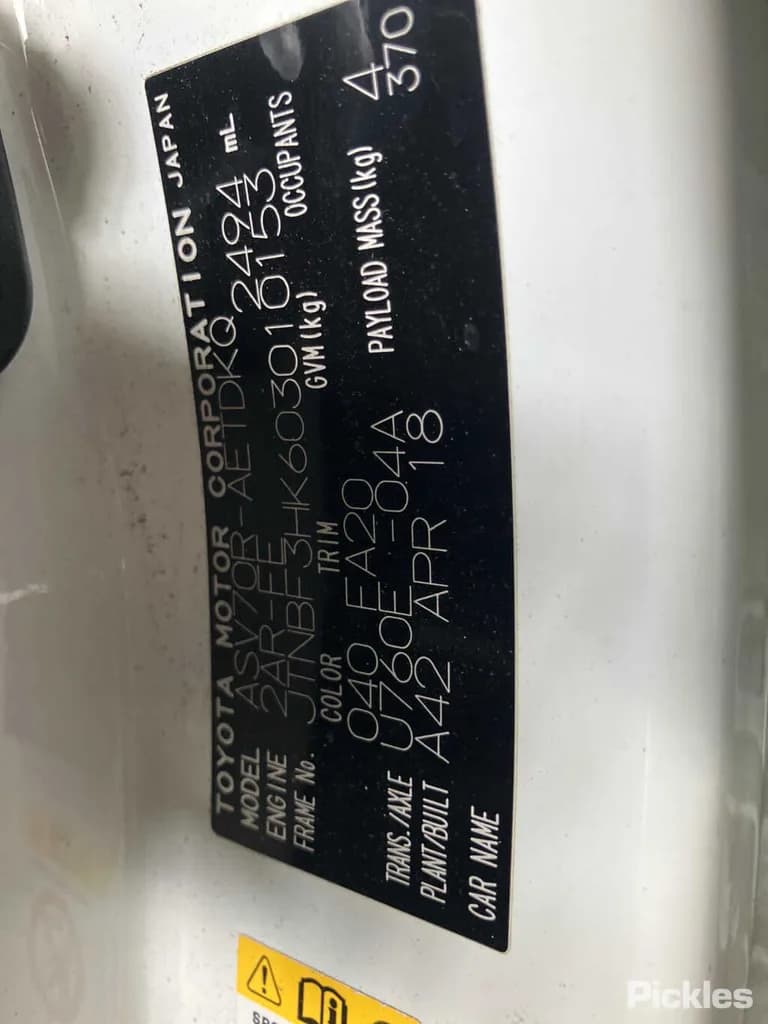 TOYOTA MOTOR CORPORATION JAPAN
MODEL ASV70R-AETDKQ
ENGINE 2AR-FE 2494 mL
FRAME No. JTNBF3HK603010153
COLOR TRIM GVM(kg) OCCUPANTS 4
040 EA20 PAYLOAD MASS(kg) 370
TRANS./AXLE U760E -04A
PLANT/BUILT A42 APR 18
CAR NAME
Pickles